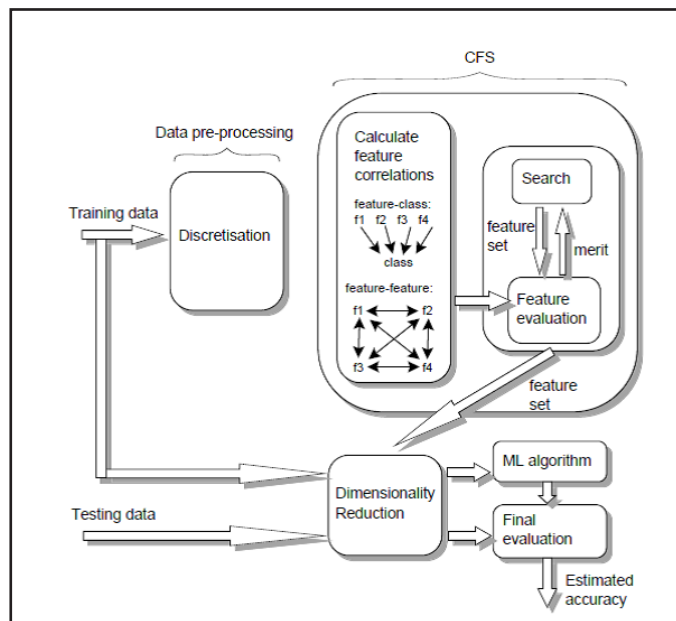 CFS
Data pre-processing
Calculate
feature
correlations:
feature-class:
f1 f2 f3 f4
class
feature-feature:
f1 f2
f3 f4
Search
feature
set
merit
Feature
evaluation
Training data
Discretisation
feature
set
ML algorithm
Dimensionality
Reduction
Testing data
Final
evaluation
Estimated
accuracy